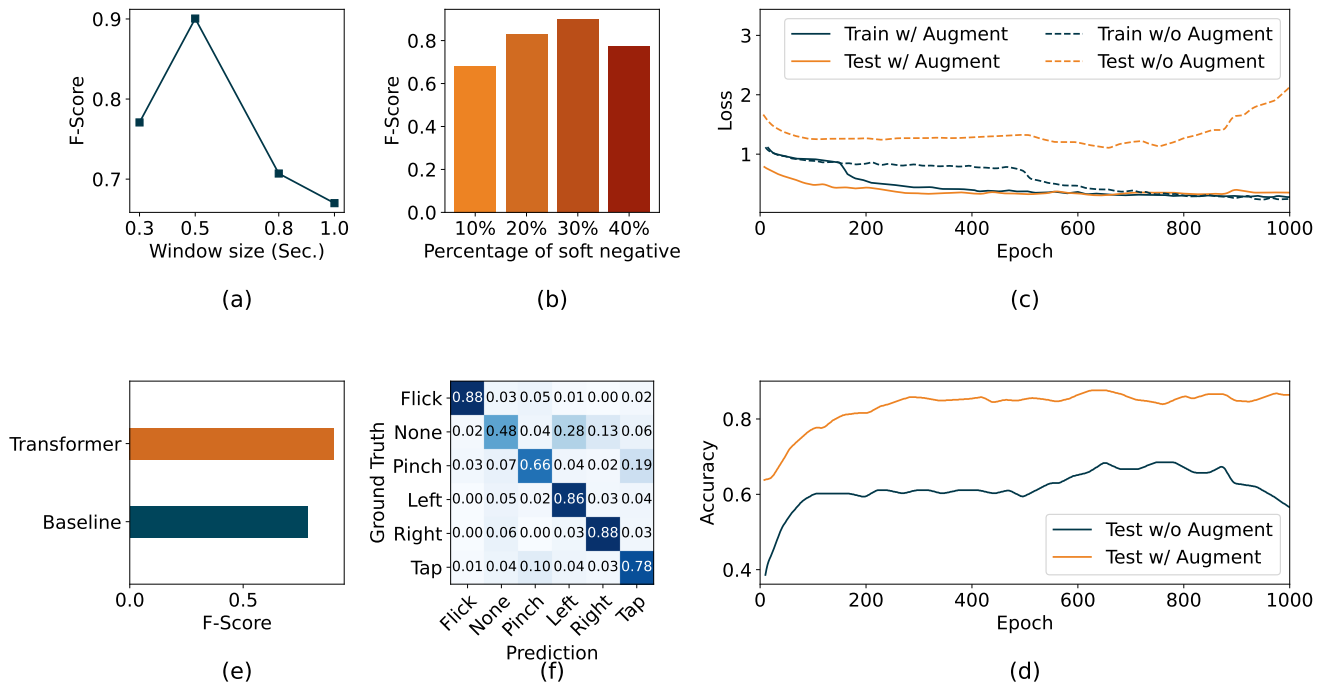 0.9
0.8
0.7
F-Score
0.3 0.5 0.8 1.0
Window size (Sec.)
(a)
0.8
0.6
0.4
0.2
0.0
F-Score
10% 20% 30% 40%
Percentage of soft negative
(b)
3
2
1
Loss
Train w/ Augment
Test w/ Augment
Train w/o Augment
Test w/o Augment
0 200 400 600 800 1000
Epoch
(c)
Transformer
Baseline
0.0 0.5
F-Score
(e)
Ground Truth
Flick 0.88 0.03 0.05 0.01 0.00 0.02
None 0.02 0.48 0.04 0.28 0.13 0.06
Pinch 0.03 0.07 0.66 0.04 0.02 0.19
Left 0.00 0.05 0.02 0.86 0.03 0.04
Right 0.00 0.06 0.00 0.03 0.88 0.03
Tap 0.01 0.04 0.10 0.04 0.03 0.78
Flick None Pinch Left Right Tap
Prediction
(f)
0.8
0.6
0.4
Accuracy
Test w/o Augment
Test w/ Augment
0 200 400 600 800 1000
Epoch
(d)